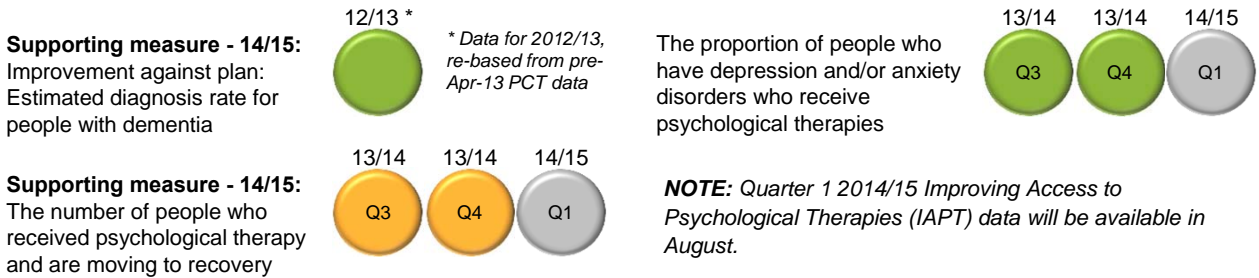 12/13 *
Supporting measure - 14/15:
Improvement against plan:
Estimated diagnosis rate for
people with dementia
* Data for 2012/13,
re-based from pre-
Apr-13 PCT data
The proportion of people who
have depression and/or anxiety
disorders who receive
psychological therapies
13/14 13/14 14/15
Q3 Q4 Q1
Supporting measure - 14/15:
The number of people who
received psychological therapy
and are moving to recovery
13/14 13/14 14/15
Q3 Q4 Q1
NOTE: Quarter 1 2014/15 Improving Access to
Psychological Therapies (IAPT) data will be available in
August.